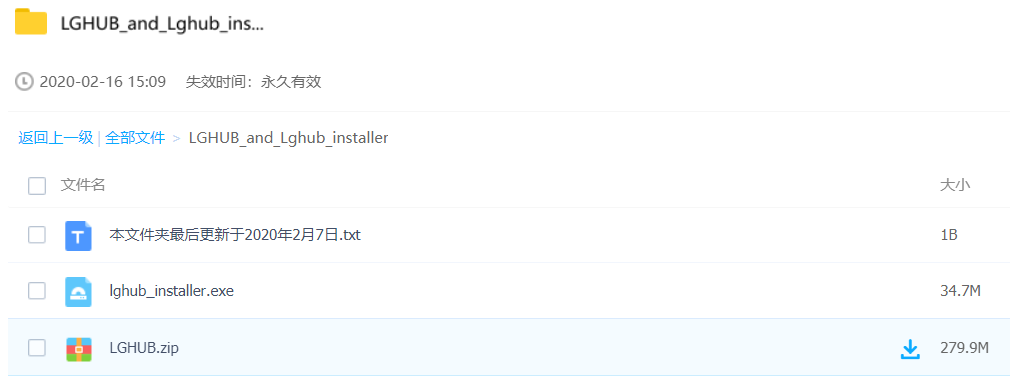 LGHUB_and_Lghub_ins...
2020-02-16 15:09 失效时间：永久有效
返回上一级 | 全部文件 > LGHUB_and_Lghub_installer
文件名 大小
本文件夹最后更新于2020年2月7日.txt 1B
lghub_installer.exe 34.7M
LGHUB.zip 279.9M